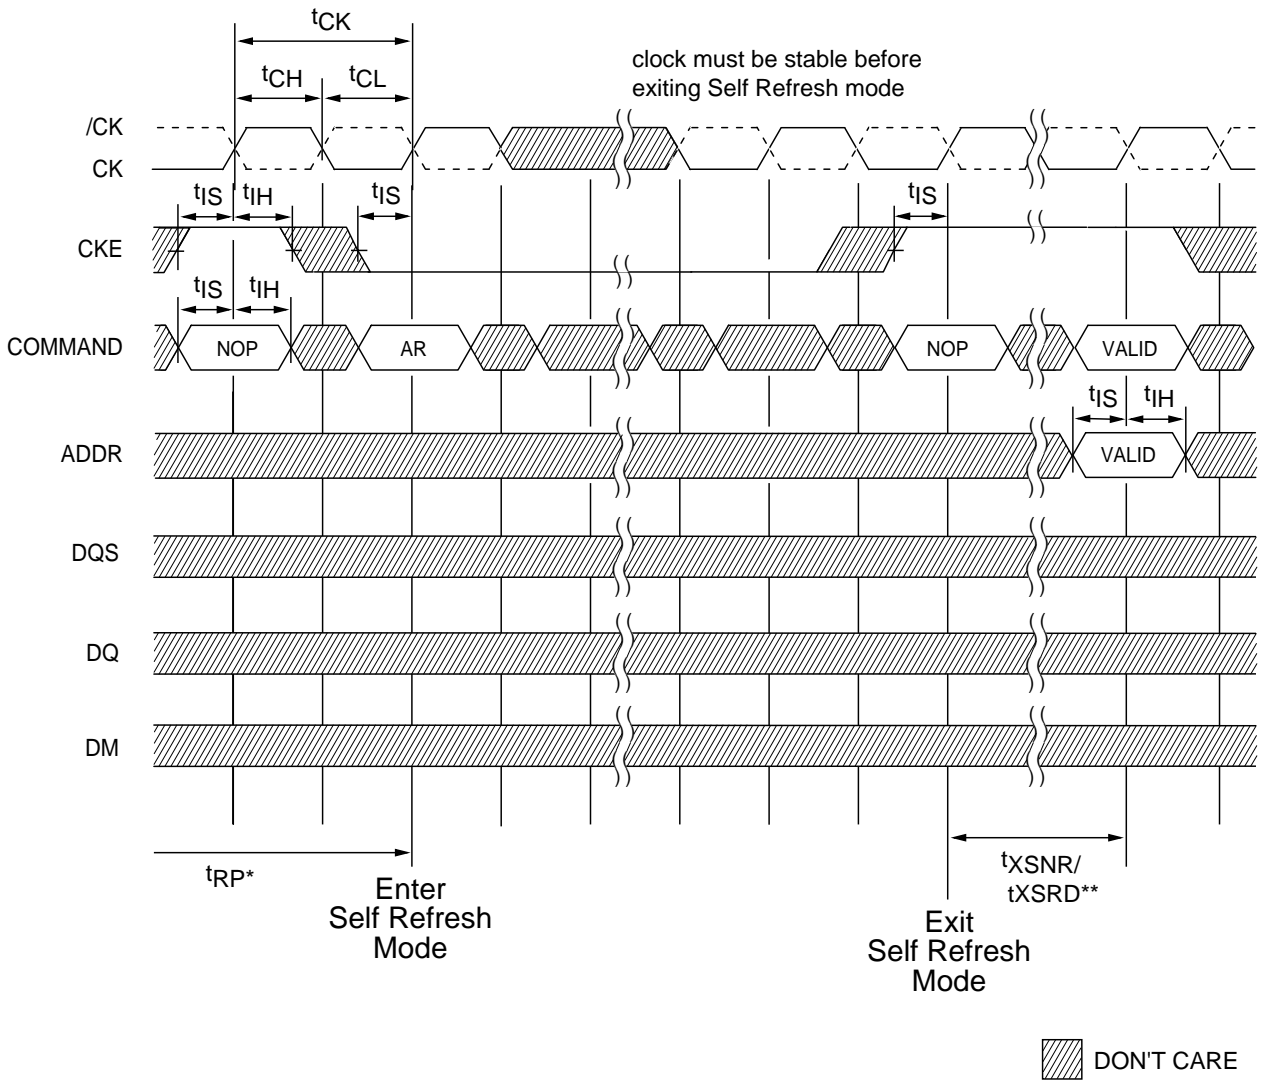 tCK
clock must be stable before
exiting Self Refresh mode
tCH
tCL
/CK
CK
tIS
tIH
tIS
tIS
CKE
tIS
tIH
COMMAND
NOP
AR
NOP
VALID
tIS
tIH
ADDR
VALID
DQS
DQ
DM
tRP*
Enter
Self Refresh
Mode
tXSNR/
tXSRD**
Exit
Self Refresh
Mode
DON'T CARE